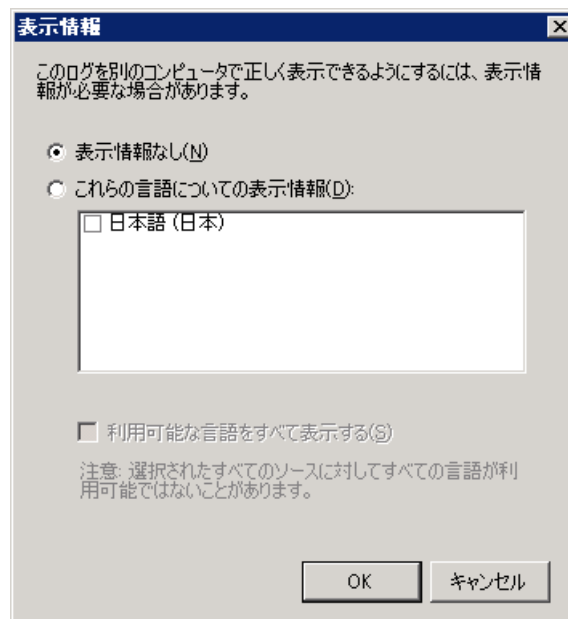 表示情報
このログを別のコンピュータで正しく表示できるようにするには、表示情
報が必要な場合があります。
表示情報なし(N)
これらの言語についての表示情報(D):
日本語 (日本)
利用可能な言語をすべて表示する(S)
注意: 選択されたすべてのソースに対してすべての言語が利
用可能ではないことがあります。
OK
キャンセル